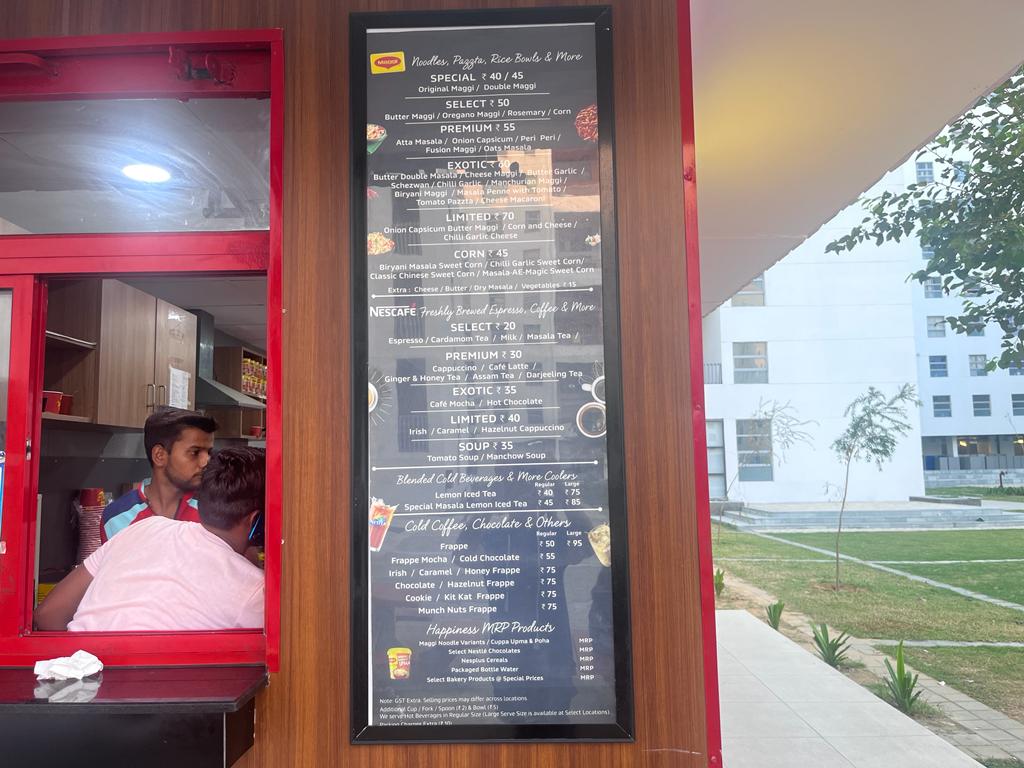 MAGGI Noodles, Pazzta, Rice Bowls & More
SPECIAL ₹ 40 / 45
Original Maggi / Double Maggi
SELECT ₹ 50
Butter Maggi / Oregano Maggi / Rosemary / Corn
PREMIUM ₹ 55
Atta Masala / Onion Capsicum / Peri Peri /
Fusion Maggi / Oats Masala
EXOTIC ₹ 60
Butter Double Masala / Cheese Maggi / Butter Garlic /
Schezwan / Chilli Garlic / Manchurian Maggi /
Biryani Maggi / Masala Penne with Tomato /
Tomato Pazzta / Cheese Macaroni
LIMITED ₹ 70
Onion Capsicum Butter Maggi / Corn and Cheese /
Chilli Garlic Cheese
CORN ₹ 45
Biryani Masala Sweet Corn / Chilli Garlic Sweet Corn/
Classic Chinese Sweet Corn / Masala-AE-Magic Sweet Corn
Extra : Cheese / Butter / Dry Masala / Vegetables ₹ 15
NESCAFÉ Freshly Brewed Espresso, Coffee & More
SELECT ₹ 20
Espresso / Cardamom Tea / Milk / Masala Tea /
PREMIUM ₹ 30
Cappuccino / Café Latte /
Ginger & Honey Tea / Assam Tea / Darjeeling Tea
EXOTIC ₹ 35
Café Mocha / Hot Chocolate
LIMITED ₹ 40
Irish / Caramel / Hazelnut Cappuccino
SOUP ₹ 35
Tomato Soup / Manchow Soup
Blended Cold Beverages & More Coolers
Regular Large
Lemon Iced Tea ₹ 40 ₹ 75
Special Masala Lemon Iced Tea ₹ 45 ₹ 85
Cold Coffee, Chocolate & Others
Regular Large
Frappe ₹ 50 ₹ 95
Frappe Mocha / Cold Chocolate ₹ 55
Irish / Caramel / Honey Frappe ₹ 75
Chocolate / Hazelnut Frappe ₹ 75
Cookie / Kit Kat Frappe ₹ 75
Munch Nuts Frappe ₹ 75
Happiness MRP Products
Maggi Noodle Variants / Cuppa Upma & Poha MRP
Select Nestlé Chocolates MRP
Nesplus Cereals MRP
Packaged Bottle Water MRP
Select Bakery Products @ Special Prices MRP
Note: GST Extra. Selling prices may differ across locations
Additional Cup / Fork / Spoon (₹ 2) & Bowl (₹ 5)
We serve Hot Beverages in Regular Size (Large Serve Size is available at Select Locations)
Packing Charges Extra (₹ 10)